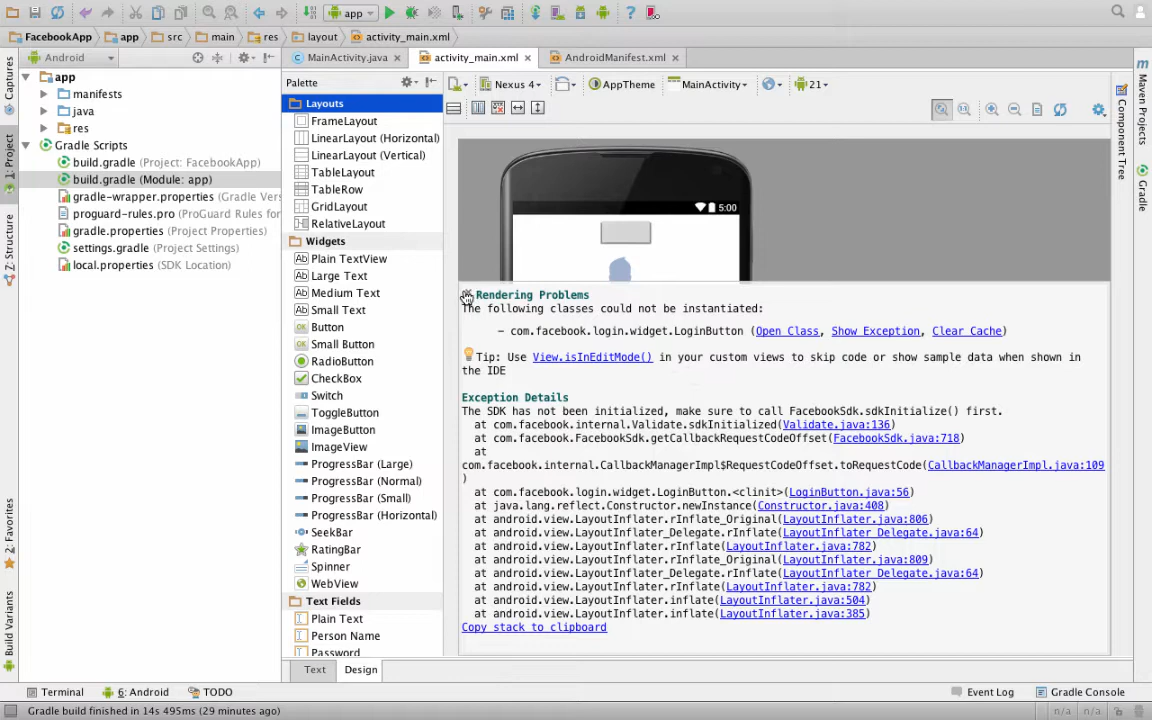 app
FacebookApp app src main res layout activity_main.xml
Android
MainActivity.java
activity_main.xml
AndroidManifest.xml
Captures
1: Project
Z: Structure
2: Favorites
Build Variants
app
manifests
java
res
Gradle Scripts
build.gradle (Project: FacebookApp)
build.gradle (Module: app)
gradle-wrapper.properties (Gradle Vers
proguard-rules.pro (ProGuard Rules for
gradle.properties (Project Properties)
settings.gradle (Project Settings)
local.properties (SDK Location)
Palette
Layouts
FrameLayout
LinearLayout (Horizontal)
LinearLayout (Vertical)
TableLayout
TableRow
GridLayout
RelativeLayout
Widgets
Plain TextView
Large Text
Medium Text
Small Text
Button
Small Button
RadioButton
CheckBox
Switch
ToggleButton
ImageButton
ImageView
ProgressBar (Large)
ProgressBar (Normal)
ProgressBar (Small)
ProgressBar (Horizontal)
SeekBar
RatingBar
Spinner
WebView
Text Fields
Plain Text
Person Name
Password
Nexus 4
AppTheme
MainActivity
21
5:00
Rendering Problems
The following classes could not be instantiated:
– com.facebook.login.widget.LoginButton (Open Class, Show Exception, Clear Cache)
Tip: Use View.isInEditMode() in your custom views to skip code or show sample data when shown in
the IDE
Exception Details
The SDK has not been initialized, make sure to call FacebookSdk.sdkInitialize() first.
at com.facebook.internal.Validate.sdkInitialized(Validate.java:136)
at com.facebook.FacebookSdk.getCallbackRequestCodeOffset(FacebookSdk.java:718)
at
com.facebook.internal.CallbackManagerImpl$RequestCodeOffset.toRequestCode(CallbackManagerImpl.java:109
)
at com.facebook.login.widget.LoginButton.<clinit>(LoginButton.java:56)
at java.lang.reflect.Constructor.newInstance(Constructor.java:408)
at android.view.LayoutInflater.rInflate_Original(LayoutInflater.java:806)
at android.view.LayoutInflater_Delegate.rInflate(LayoutInflater_Delegate.java:64)
at android.view.LayoutInflater.rInflate(LayoutInflater.java:782)
at android.view.LayoutInflater.rInflate_Original(LayoutInflater.java:809)
at android.view.LayoutInflater_Delegate.rInflate(LayoutInflater_Delegate.java:64)
at android.view.LayoutInflater.rInflate(LayoutInflater.java:782)
at android.view.LayoutInflater.inflate(LayoutInflater.java:504)
at android.view.LayoutInflater.inflate(LayoutInflater.java:385)
Copy stack to clipboard
Component Tree
Maven Projects
Gradle
Text
Design
Terminal
6: Android
TODO
Event Log
Gradle Console
Gradle build finished in 14s 495ms (29 minutes ago)
n/a
n/a